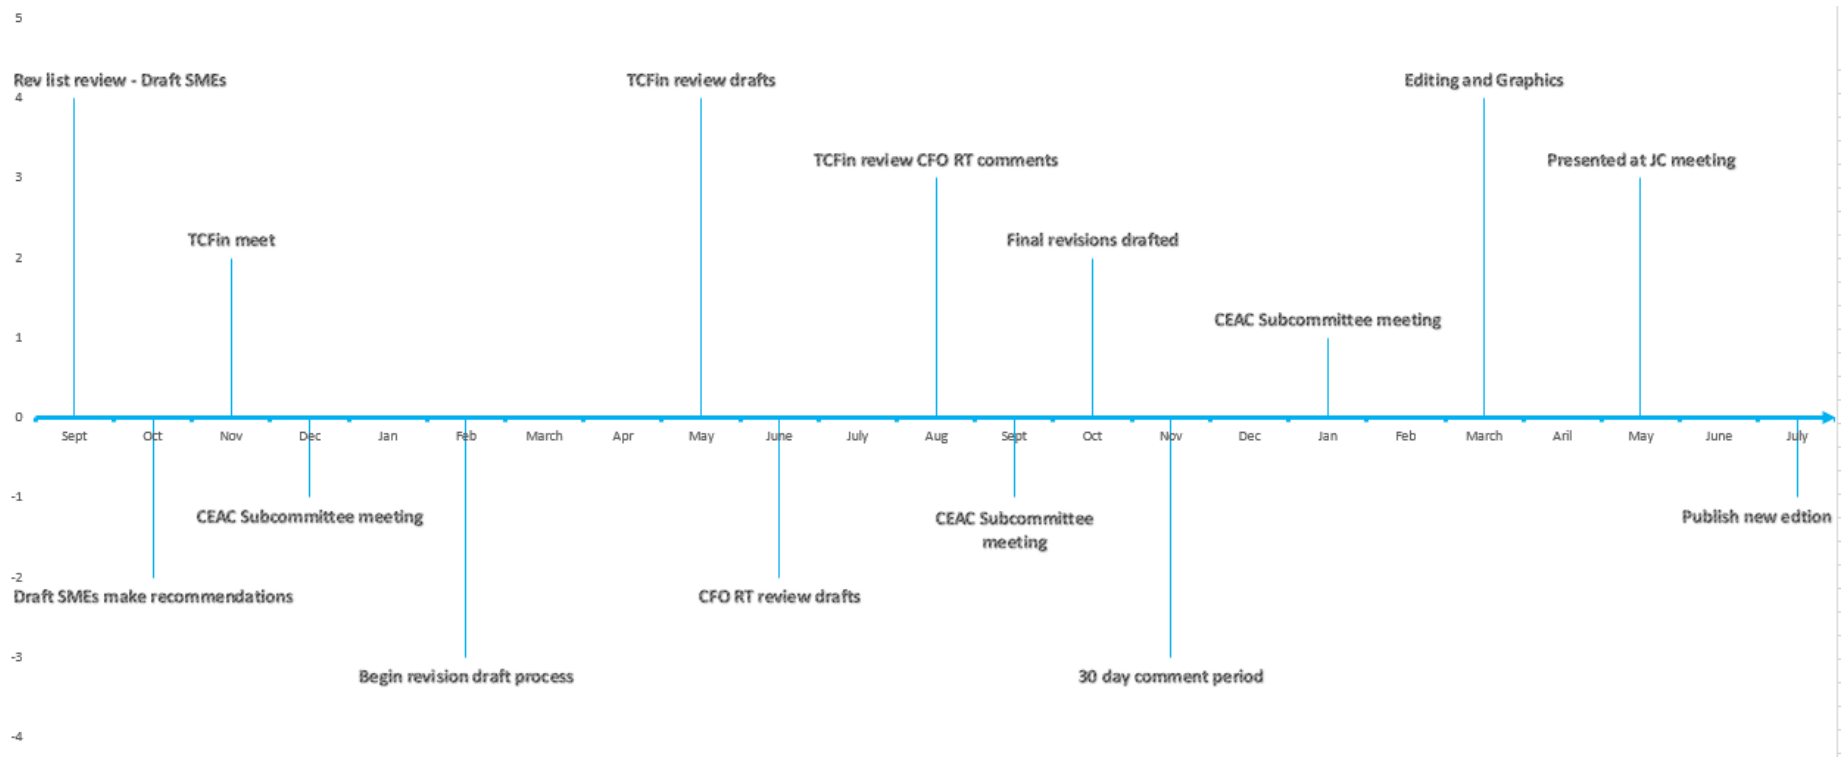 5
Rev list review - Draft SMEs
TCFin review drafts
Editing and Graphics
4
TCFin review CFO RT comments
Presented at JC meeting
3
TCFin meet
Final revisions drafted
2
CEAC Subcommittee meeting
1
0
Sept Oct Nov Dec Jan Feb March Apr May June July Aug Sept Oct Nov Dec Jan Feb March Aril May June July
-1
CEAC Subcommittee meeting
CEAC Subcommittee
meeting
Publish new edtion
-2
Draft SMEs make recommendations
CFO RT review drafts
-3
Begin revision draft process
30 day comment period
-4